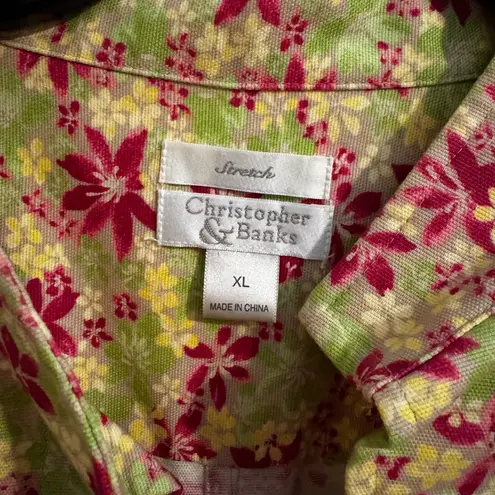 Stretch
Christopher
& Banks
XL
MADE IN CHINA